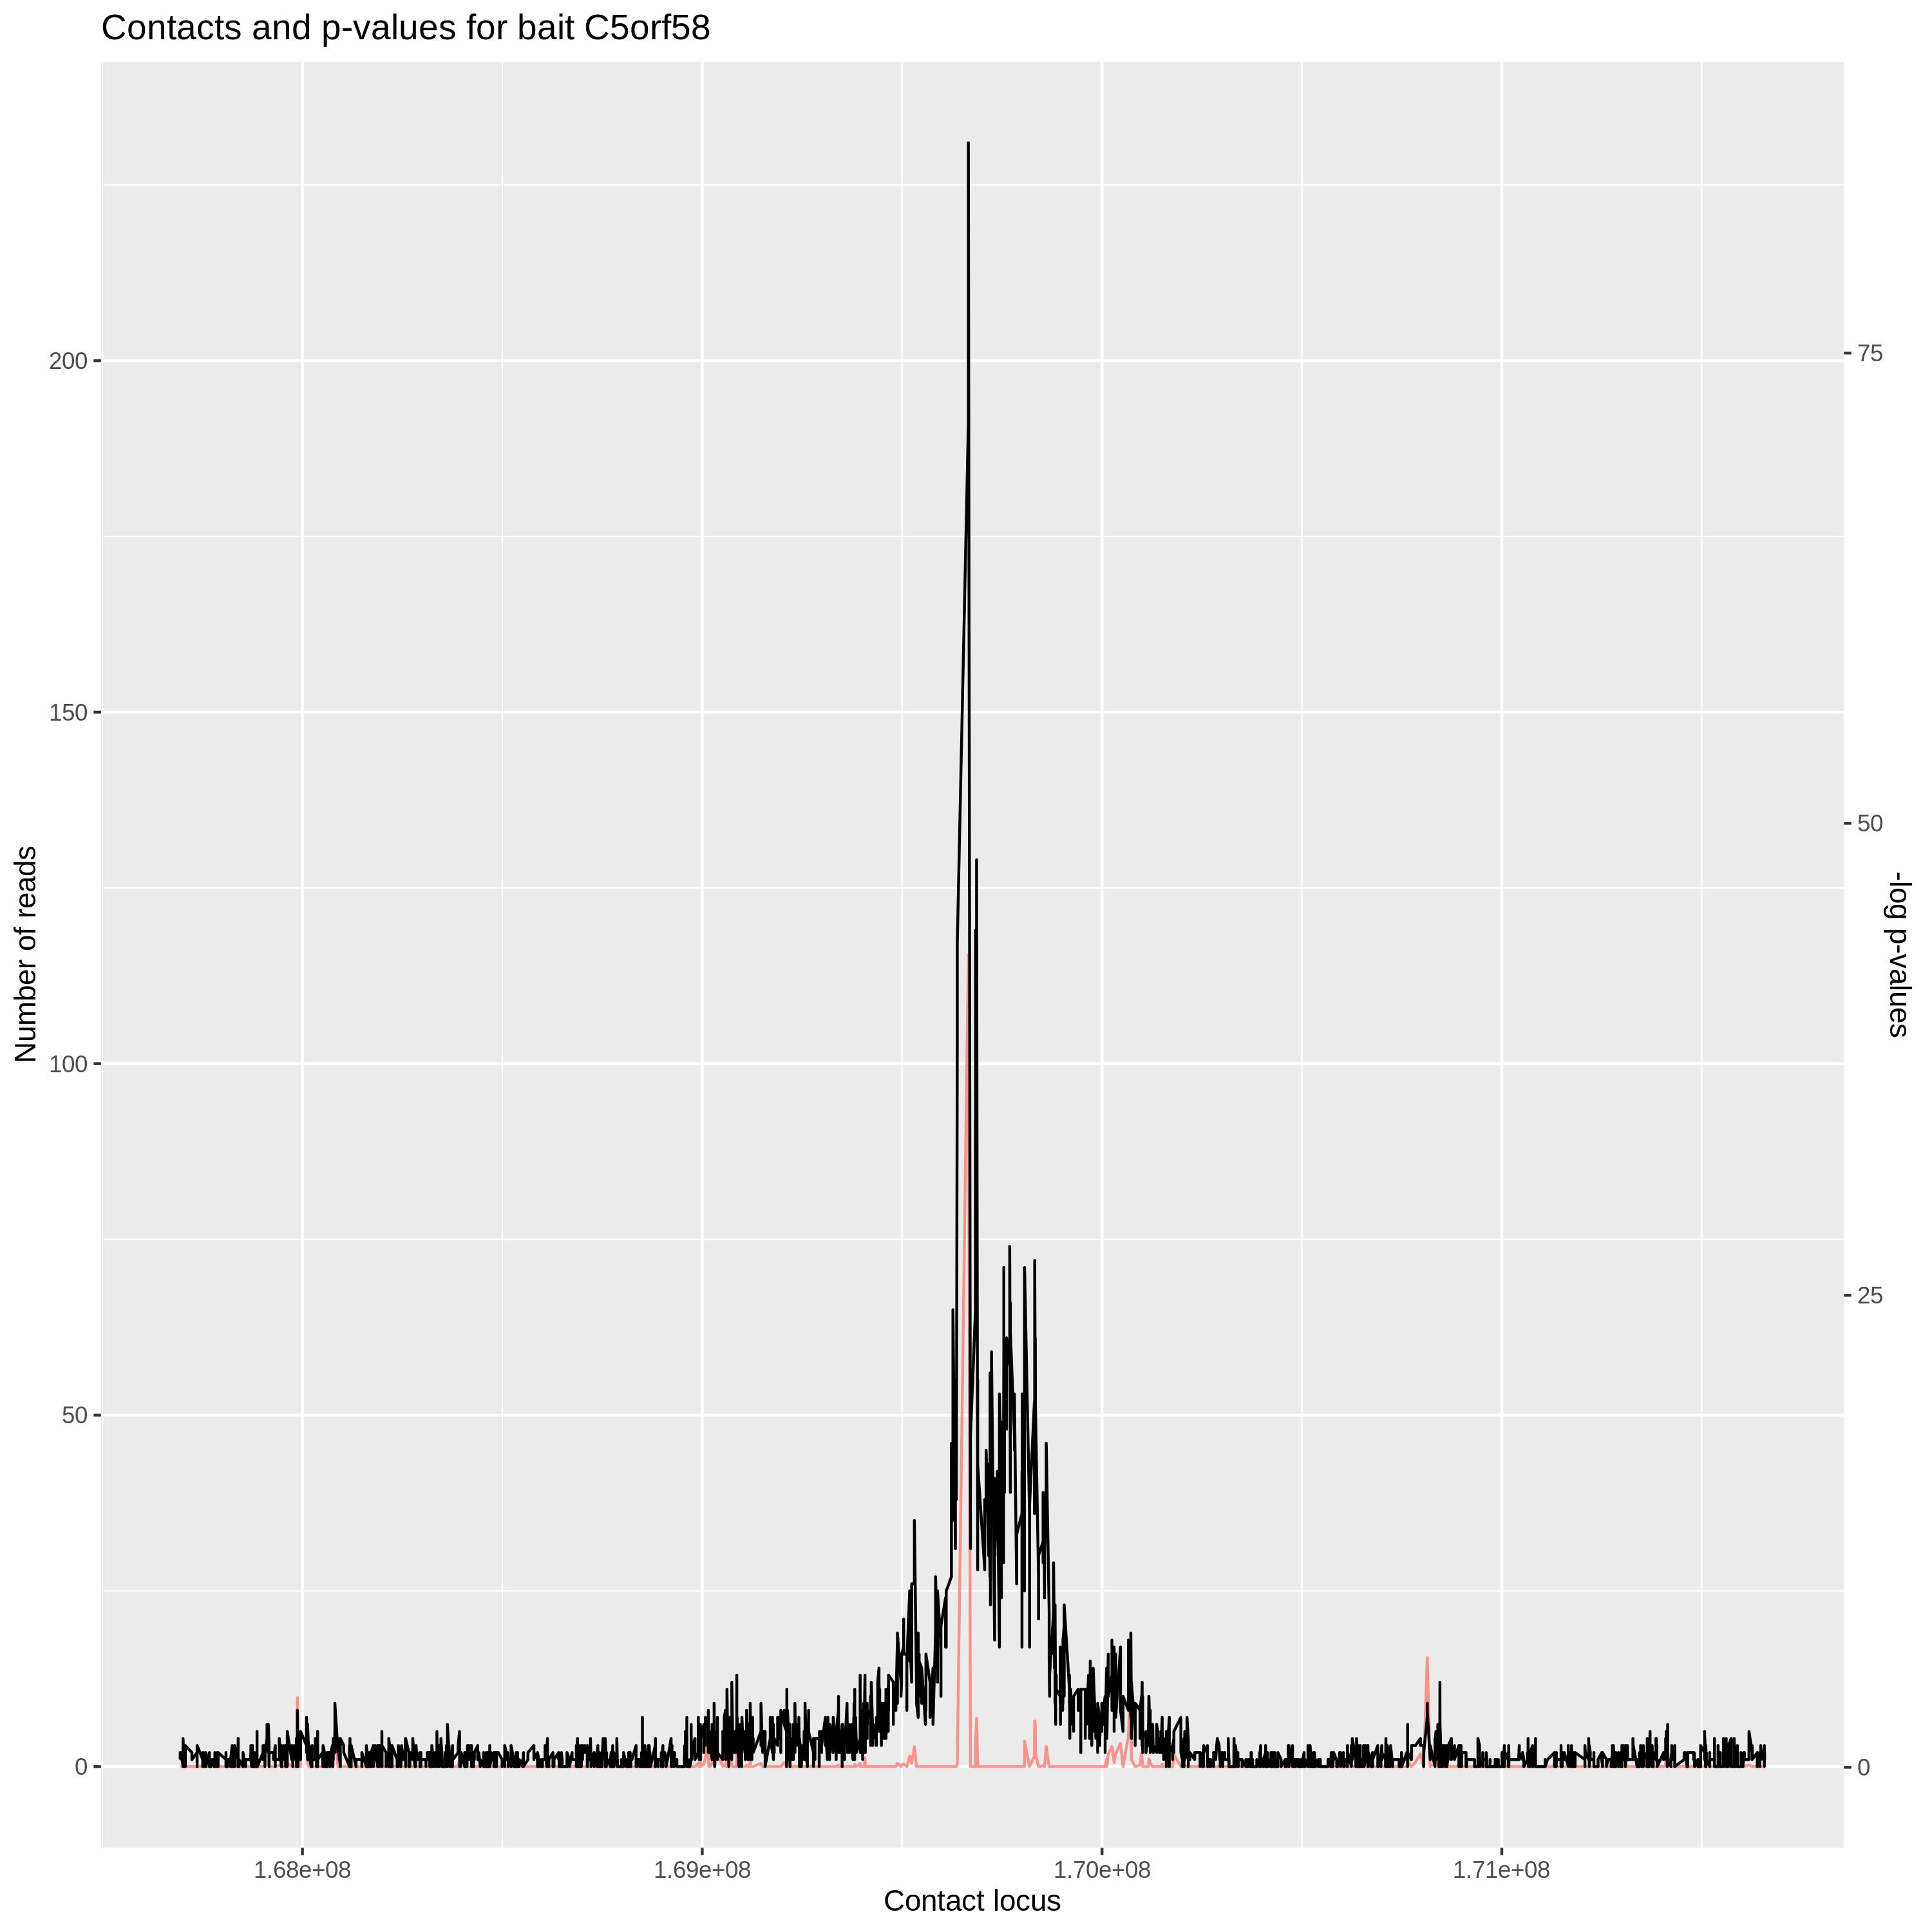 Contacts and p-values for bait C5orf58
200
150
100
50
0
Number of reads
75
50
25
0
-log p-values
1.68e+08 1.69e+08 1.70e+08 1.71e+08
Contact locus